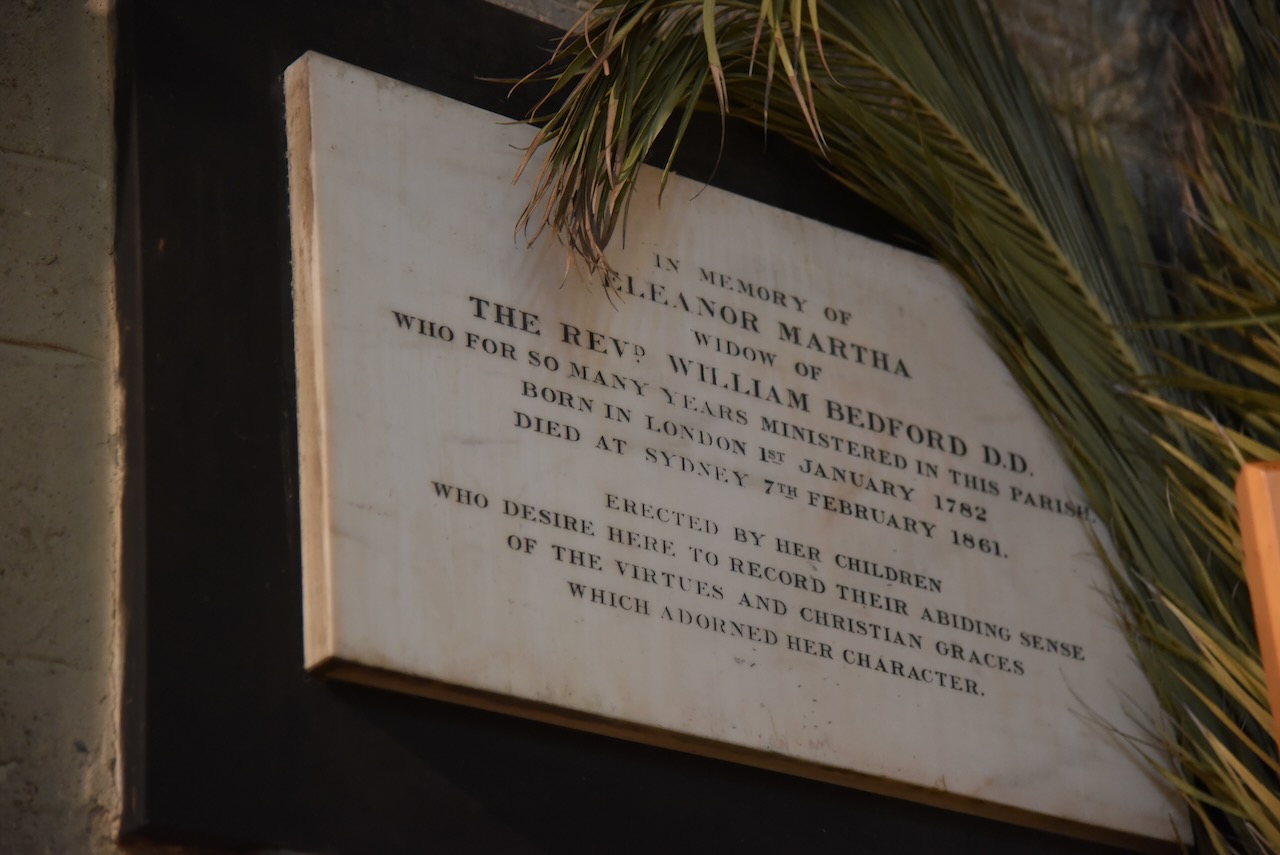 IN MEMORY OF
ELEANOR MARTHA
WIDOW OF
THE REVD. WILLIAM BEDFORD D.D.
WHO FOR SO MANY YEARS MINISTERED IN THIS PARISH.
BORN IN LONDON 1ST JANUARY 1782
DIED AT SYDNEY 7TH FEBRUARY 1861.
ERECTED BY HER CHILDREN
WHO DESIRE HERE TO RECORD THEIR ABIDING SENSE
OF THE VIRTUES AND CHRISTIAN GRACES
WHICH ADORNED HER CHARACTER.